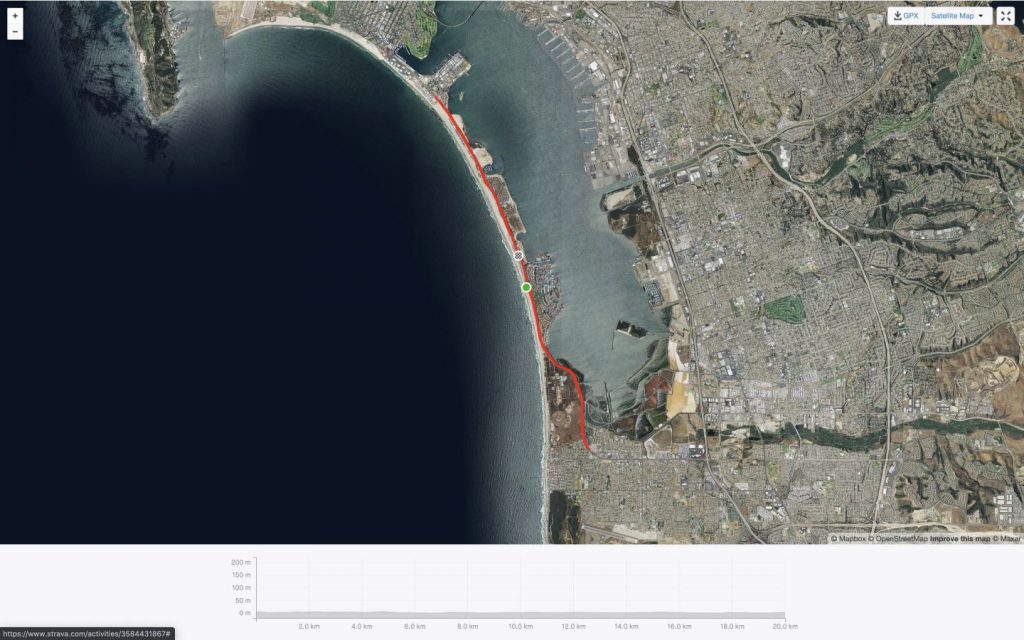 +
GPX
Satellite Map
−
© Mapbox © OpenStreetMap Improve this map © Maxar
200 m
150 m
100 m
50 m
0 m
2.0 km 4.0 km 6.0 km 8.0 km 10.0 km 12.0 km 14.0 km 16.0 km 18.0 km 20.0 km
https://www.strava.com/activities/3584431867#